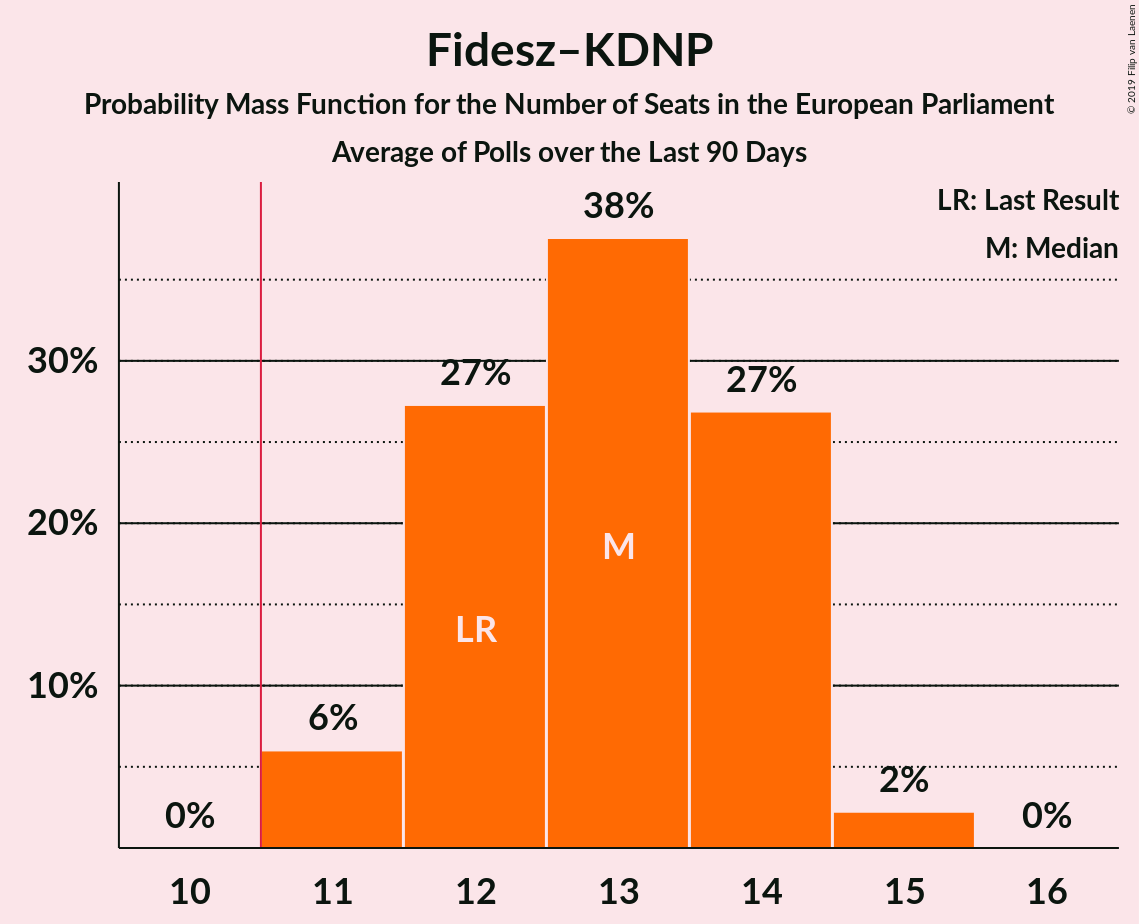 Fidesz–KDNP
Probability Mass Function for the Number of Seats in the European Parliament
Average of Polls over the Last 90 Days
© 2019 Filip van Laenen
LR: Last Result
M: Median
38%
30%
27%
27%
20%
M
LR
10%
6%
2%
0%
0%
10 11 12 13 14 15 16